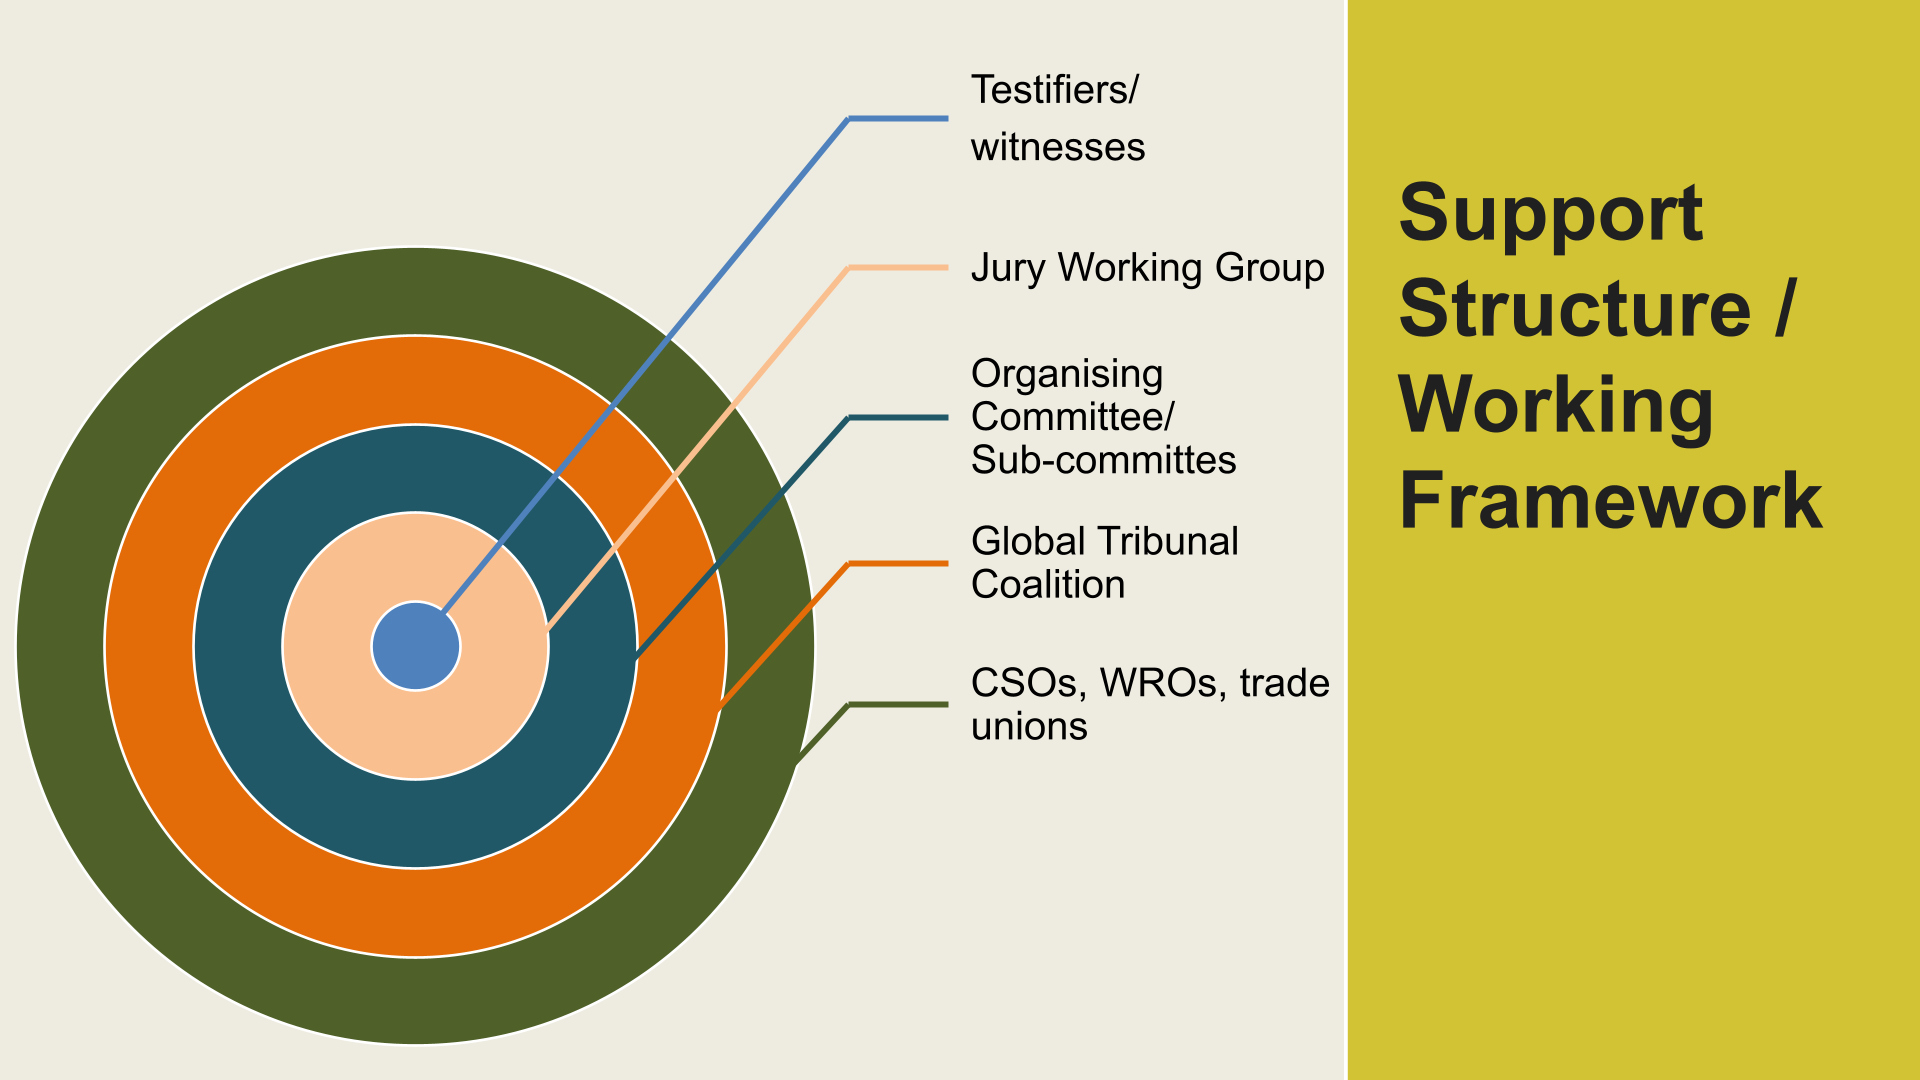 Testifiers/
witnesses
Jury Working Group
Organising
Committee/
Sub-committes
Global Tribunal
Coalition
CSOs, WROs, trade
unions
Support
Structure /
Working
Framework